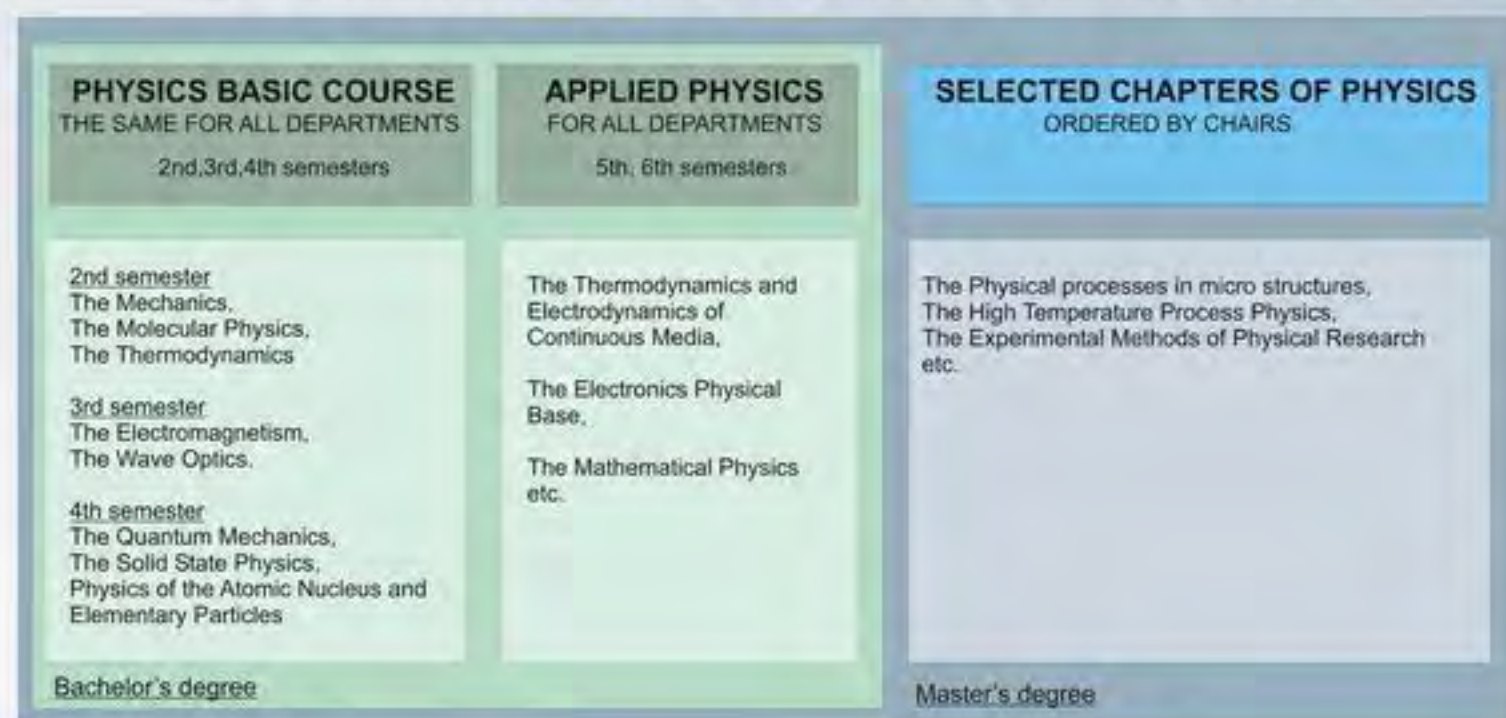 PHYSICS BASIC COURSE
THE SAME FOR ALL DEPARTMENTS
2nd,3rd,4th semesters
2nd semester
The Mechanics,
The Molecular Physics,
The Thermodynamics
3rd semester
The Electromagnetism,
The Wave Optics.
4th semester
The Quantum Mechanics,
The Solid State Physics,
Physics of the Atomic Nucleus and
Elementary Particles
APPLIED PHYSICS
FOR ALL DEPARTMENTS
5th, 6th semesters
The Thermodynamics and
Electrodynamics of
Continuous Media,
The Electronics Physical
Base,
The Mathematical Physics
etc.
Bachelor's degree
SELECTED CHAPTERS OF PHYSICS
ORDERED BY CHAIRS
The Physical processes in micro structures,
The High Temperature Process Physics,
The Experimental Methods of Physical Research
etc.
Master's degree